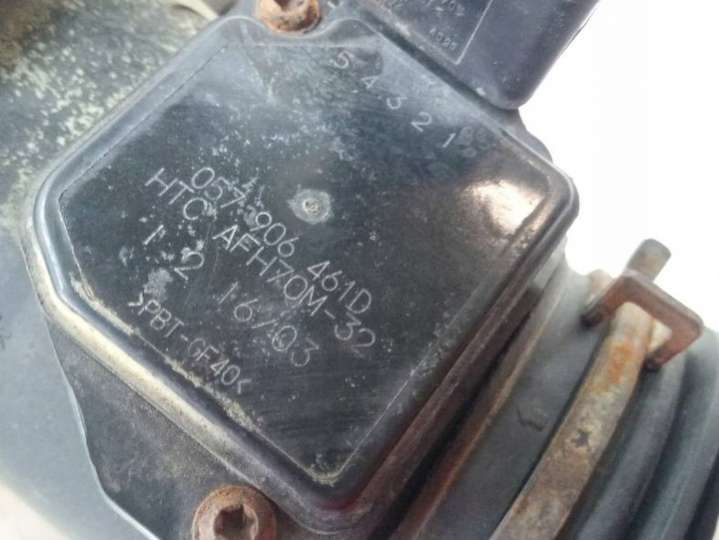 5 4 3 2 1
057 906 461D
HTC AFH70M-32
1 2 16/03
>PBT-GF40<